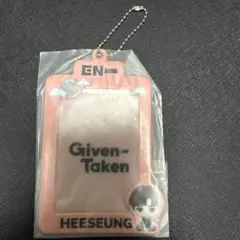 EN-
Given-
Taken
HEESEUNG